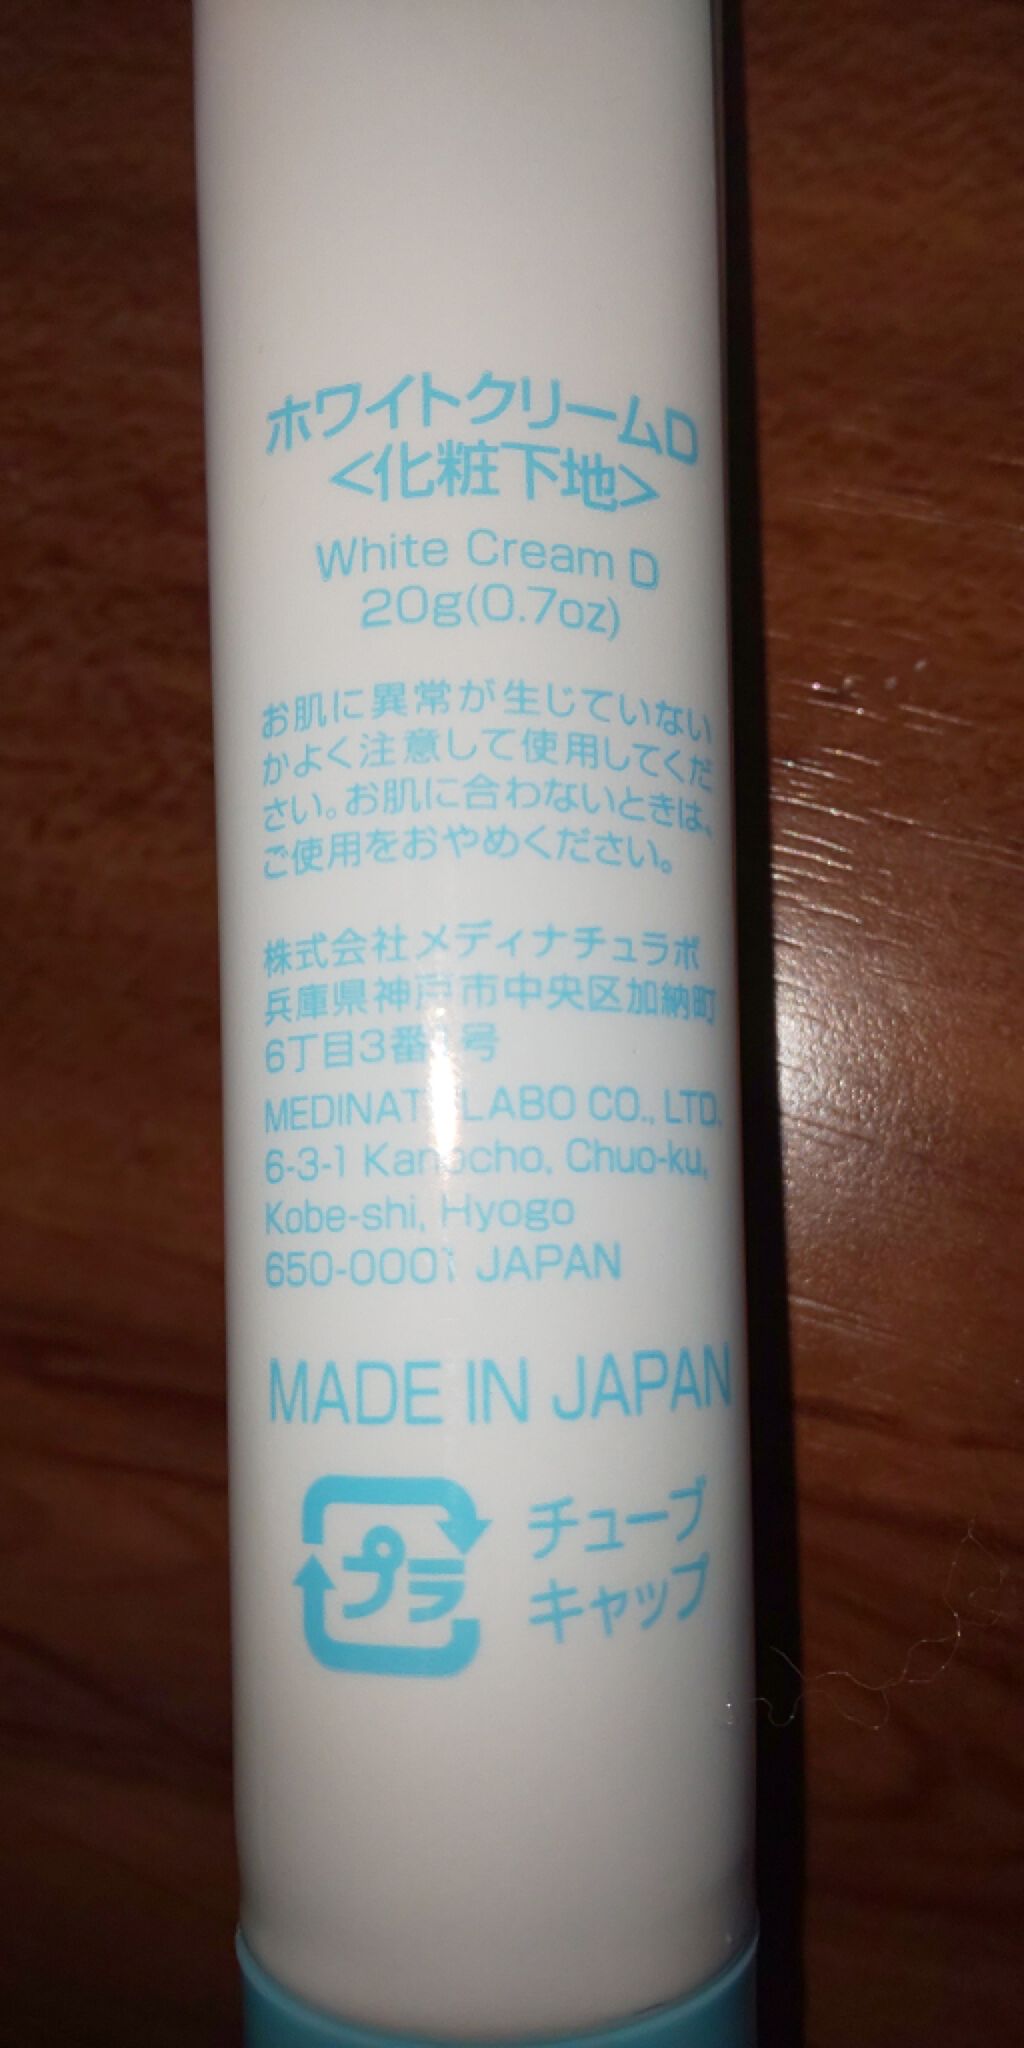 ホワイトクリームD
<化粧下地>
White Cream D
20g(0.7oz)
お肌に異常が生じていない
かよく注意して使用してくだ
さい。お肌に合わないときは、
ご使用をおやめください。
株式会社メディナチュラボ
兵庫県神戸市中央区加納町
6丁目3番 号
LABO CO., LTD.
6-3-1 Kanocho, Chuo-ku,
Kobe-shi, Hyogo
650-0001 JAPAN
MADE IN JAPAN
プラ
チューブ
キャップ